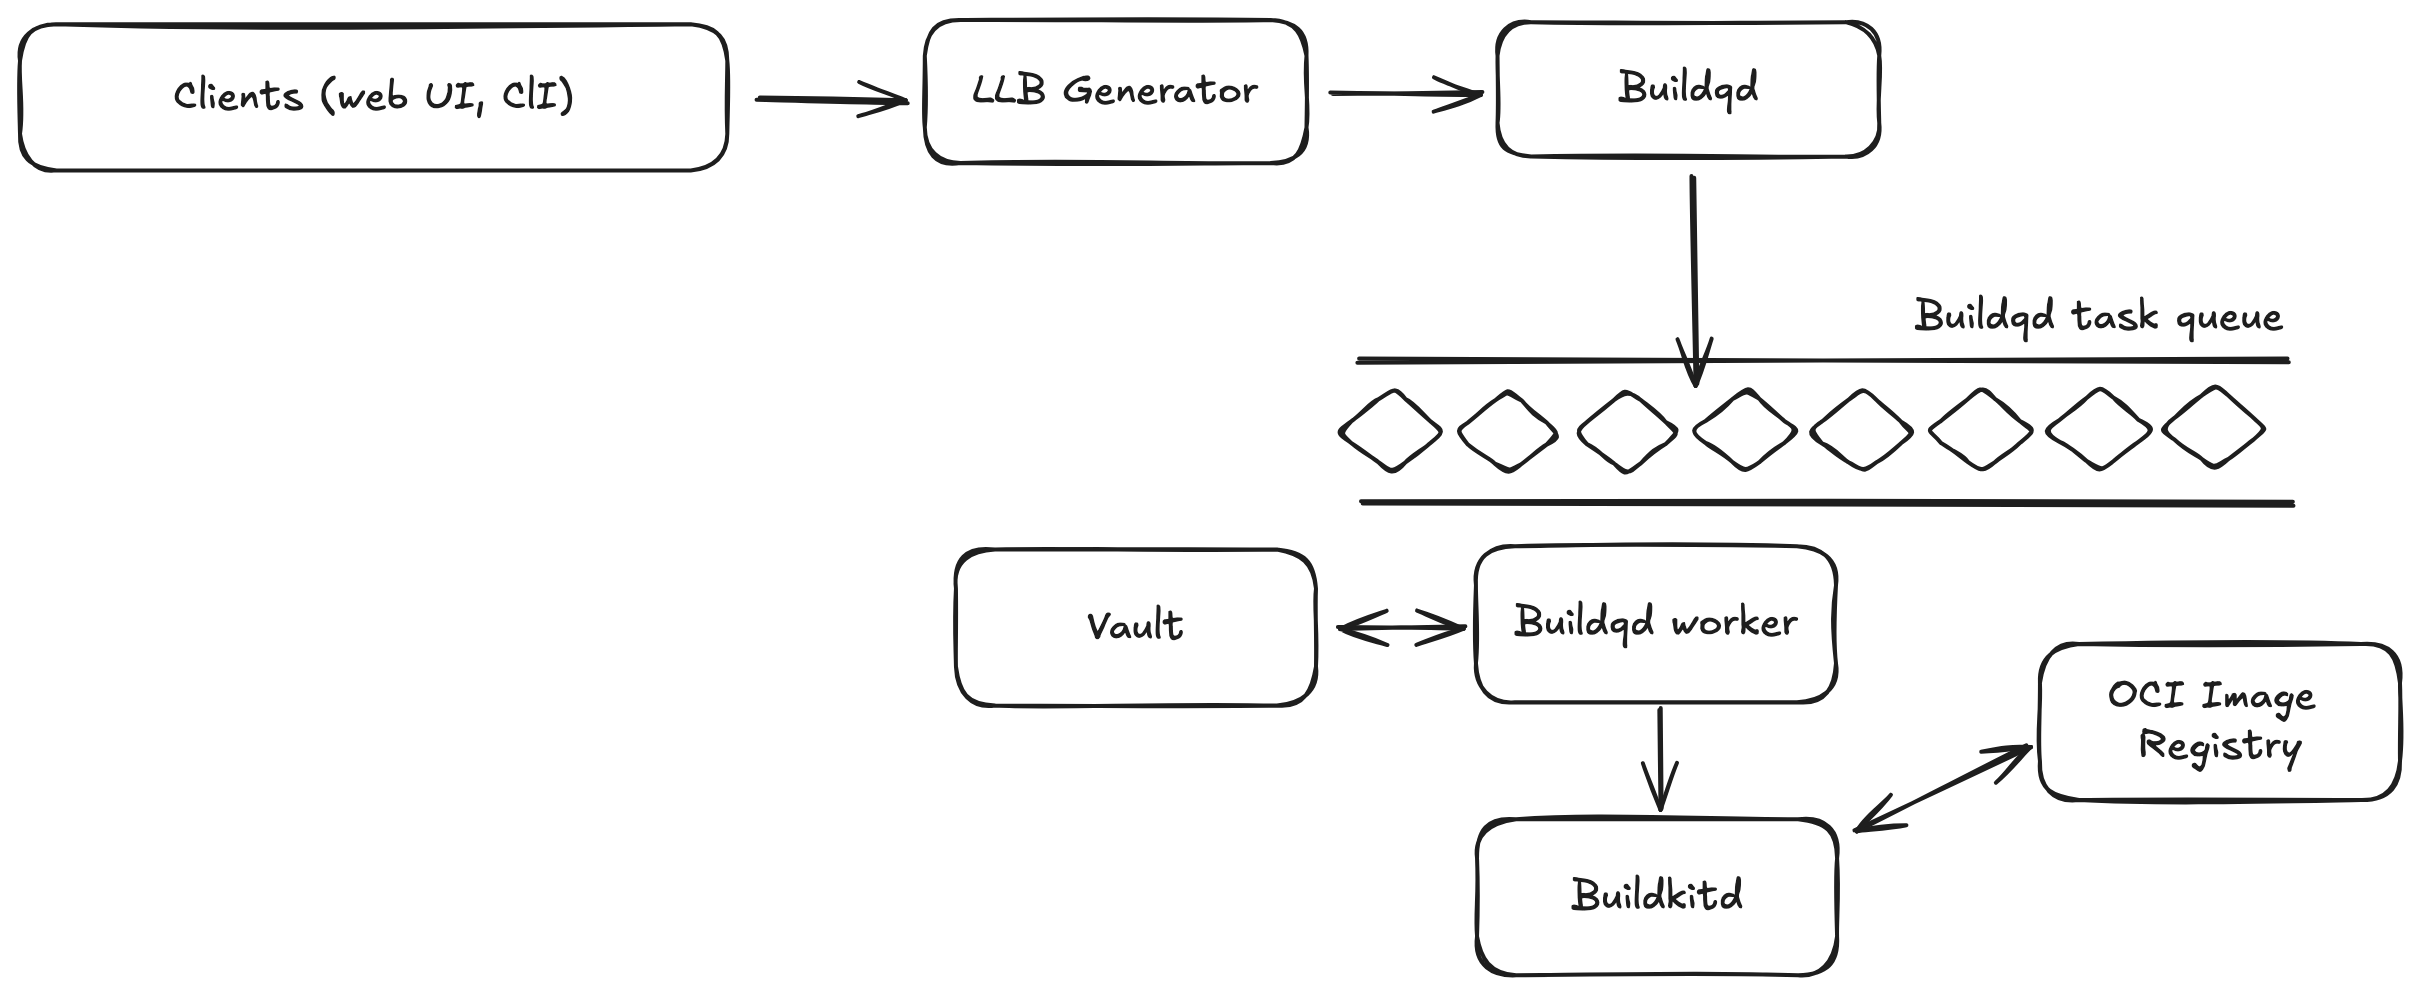 Clients (web UI, ClI)
LLB Generator
Buildqd
Buildqd task queue
Vault
Buildqd worker
OCI Image
Registry
Buildkitd